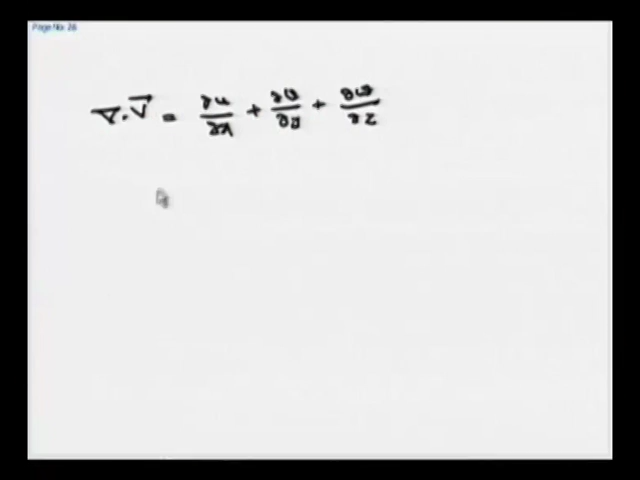 Page No: 26
∇·V⃗ = ∂u/∂x + ∂v/∂y + ∂w/∂z